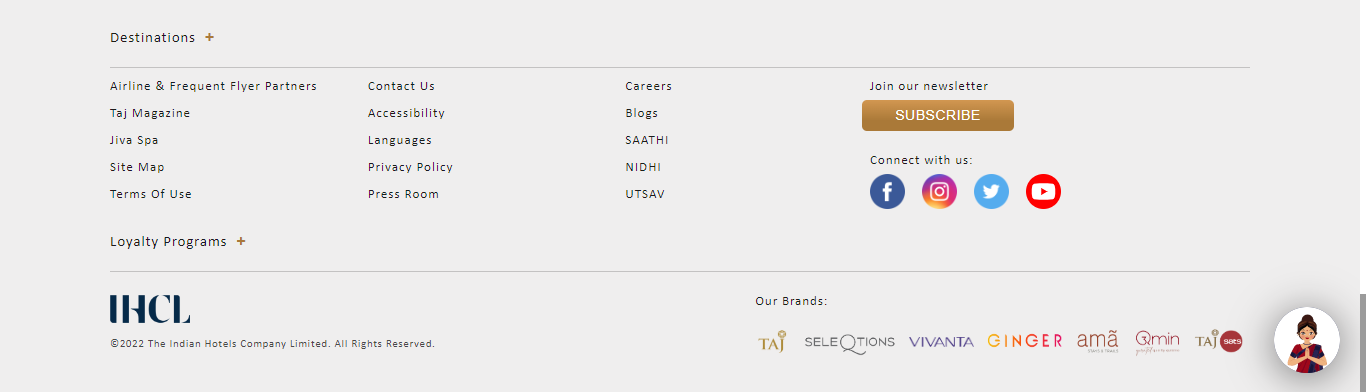 Destinations +
Airline & Frequent Flyer Partners
Taj Magazine
Jiva Spa
Site Map
Terms Of Use
Contact Us
Accessibility
Languages
Privacy Policy
Press Room
Careers
Blogs
SAATHI
NIDHI
UTSAV
Join our newsletter
SUBSCRIBE
Connect with us:
Loyalty Programs +
IHCL
©2022 The Indian Hotels Company Limited. All Rights Reserved.
Our Brands:
TAJ
SELEQTIONS
VIVANTA
GINGER
amã
STAYS & TRAILS
Qmin
TAJ sats